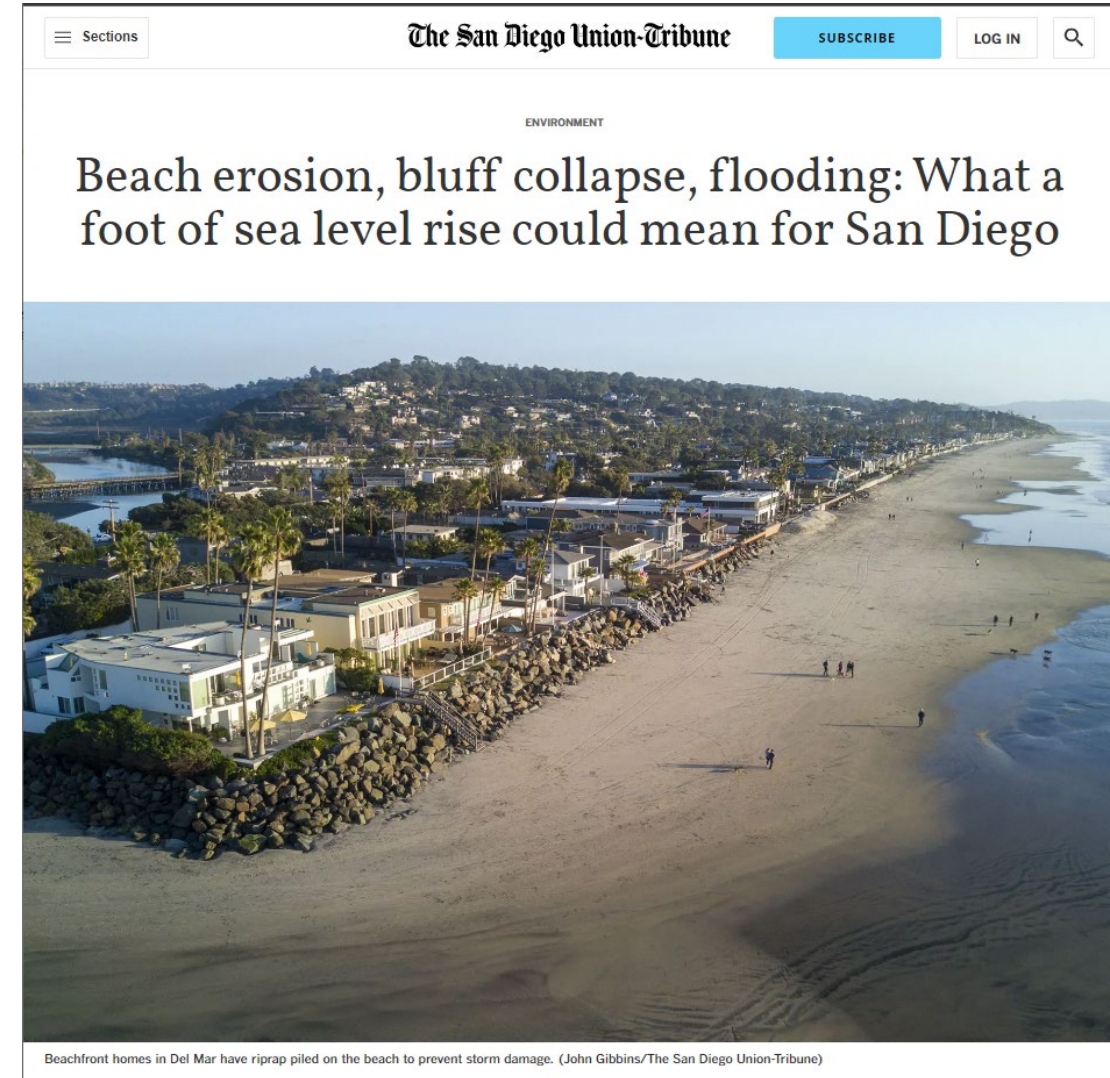 Sections
The San Diego Union-Tribune
SUBSCRIBE
LOG IN
ENVIRONMENT
Beach erosion, bluff collapse, flooding: What a
foot of sea level rise could mean for San Diego
Beachfront homes in Del Mar have riprap piled on the beach to prevent storm damage. (John Gibbins/The San Diego Union-Tribune)